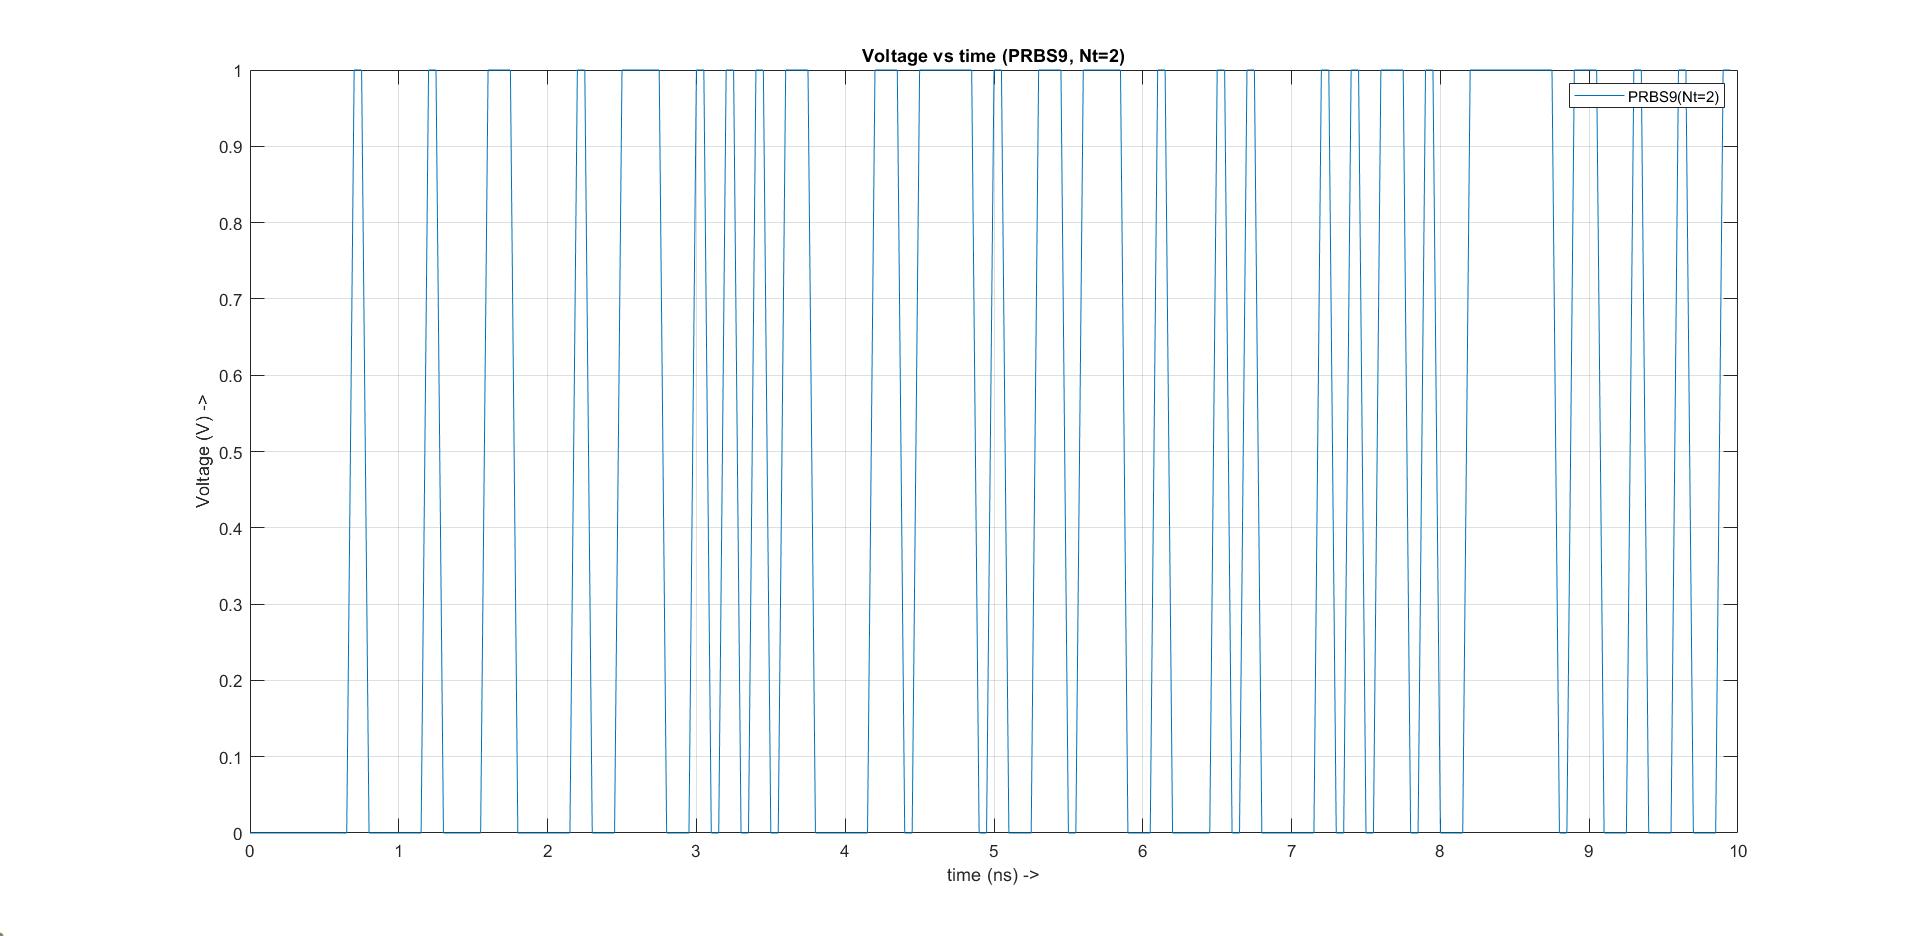 Voltage vs time (PRBS9, Nt=2)
1
PRBS9(Nt=2)
0.9
0.8
0.7
0.6
0.5
0.4
0.3
0.2
0.1
0
Voltage (V) ->
0 1 2 3 4 5 6 7 8 9 10
time (ns) ->